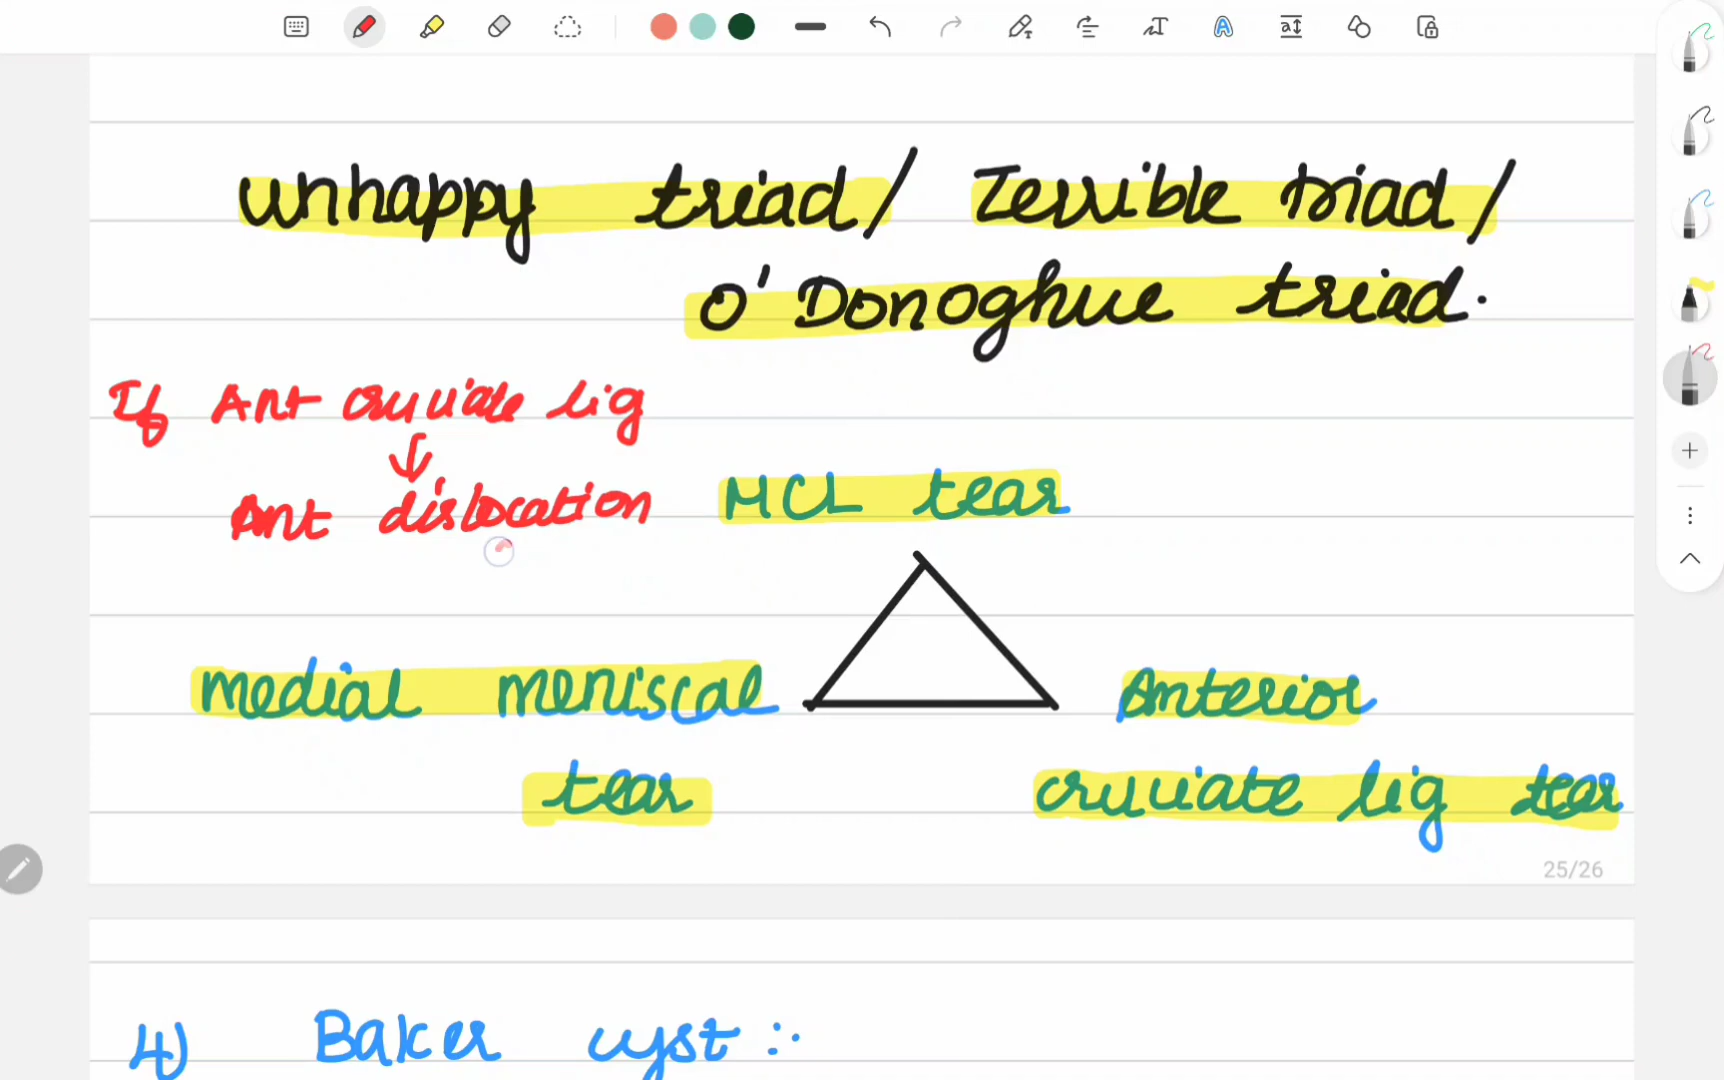 unhappy triad/ Terrible triad/
O'Donoghue triad.
If Ant cruciate lig
↓
Ant dislocation
MCL tear
medial meniscal tear
Anterior cruciate lig tear
25/26
4) Baker cyst :-